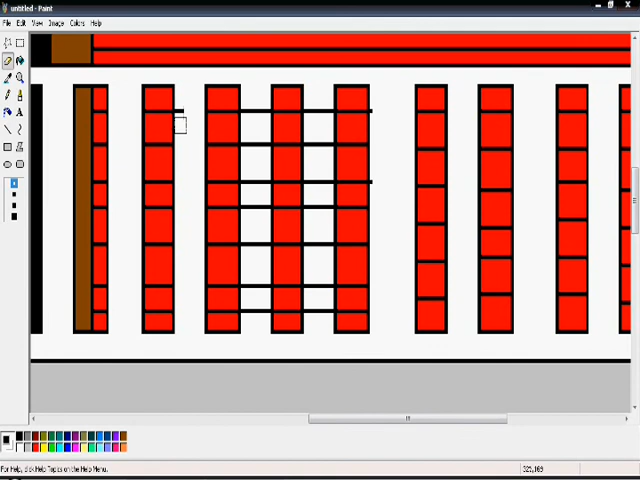 untitled - Paint
File Edit View Image Colors Help
A
For Help, click Help Topics on the Help Menu.
321,169